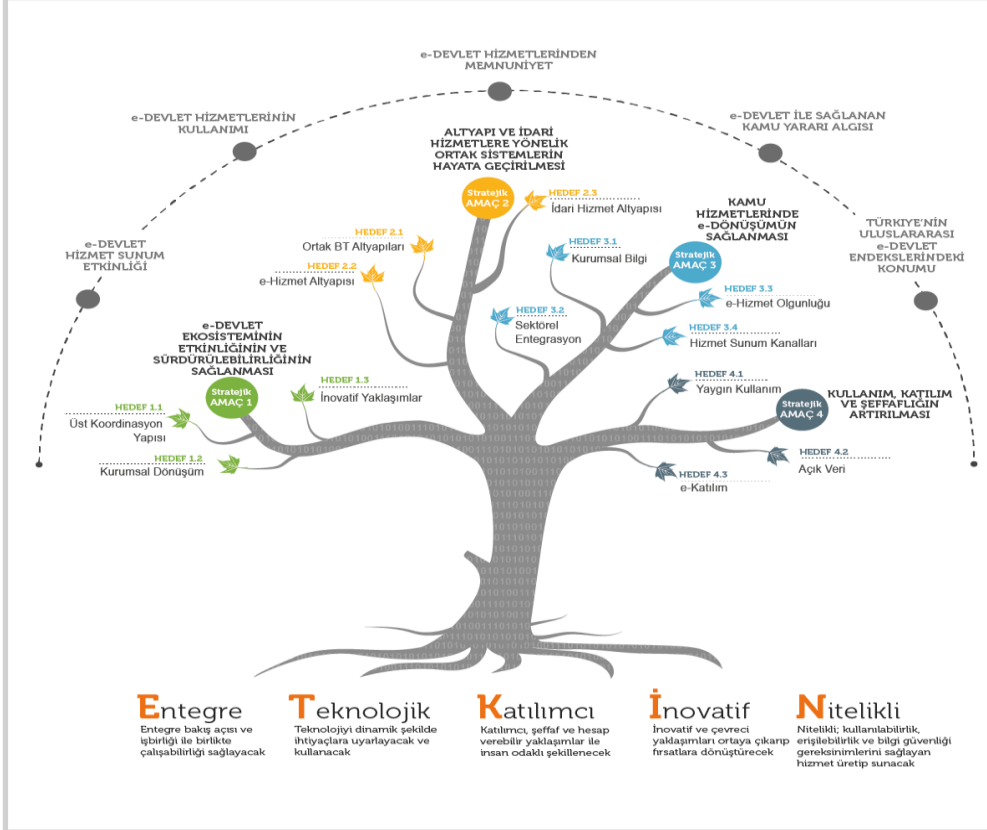 e-DEVLET HİZMETLERİNDEN
MEMNUNİYET
e-DEVLET HİZMETLERİNİN
KULLANIMI
e-DEVLET İLE SAĞLANAN
KAMU YARARI ALGISI
e-DEVLET
HİZMET SUNUM
ETKİNLİĞİ
TÜRKIYE'NİN
ULUSLARARASI
e-DEVLET
ENDEKSLERİNDEKİ
KONUMU
ALTYAPI VE İDARİ
HİZMETLERE YÖNELİK
ORTAK SİSTEMLERİN
HAYATA GEÇİRİLMESİ
Stratejik
AMAÇ 2
HEDEF 2.3
İdari Hizmet Altyapısı
HEDEF 2.1
Ortak BT Altyapıları
HEDEF 2.2
e-Hizmet Altyapısı
KAMU
HİZMETLERİNDE
e-DÖNÜŞÜMÜN
SAĞLANMASI
Stratejik
AMAÇ 3
HEDEF 3.1
Kurumsal Bilgi
HEDEF 3.3
e-Hizmet Olgunluğu
HEDEF 3.2
Sektörel
Entegrasyon
HEDEF 3.4
Hizmet Sunum Kanalları
e-DEVLET
EKOSİSTEMİNİN
ETKİNLİĞİNİN VE
SÜRDÜRÜLEBİLİRLİĞİNİN
SAĞLANMASI
Stratejik
AMAÇ 1
HEDEF 1.3
İnovatif Yaklaşımlar
HEDEF 1.1
Üst Koordinasyon
Yapısı
HEDEF 1.2
Kurumsal Dönüşüm
HEDEF 4.1
Yaygın Kullanım
Stratejik
AMAÇ 4
KULLANIM, KATILIM
VE ŞEFFAFLIĞIN
ARTIRILMASI
HEDEF 4.2
Açık Veri
HEDEF 4.3
e-Katılım
Entegre
Entegre bakış açısı ve
işbirliği ile birlikte
çalışabilirliği sağlayacak
Teknolojik
Teknolojiyi dinamik şekilde
ihtiyaçlara uyarlayacak ve
kullanacak
Katılımcı
Katılımcı, şeffaf ve hesap
verebilir yaklaşımlar ile
insan odaklı şekillenecek
İnovatif
İnovatif ve çevreci
yaklaşımları ortaya çıkarıp
fırsatlara dönüştürecek
Nitelikli
Nitelikli; kullanılabilirlik,
erişilebilirlik ve bilgi güvenliği
gereksinimlerini sağlayan
hizmet üretip sunacak